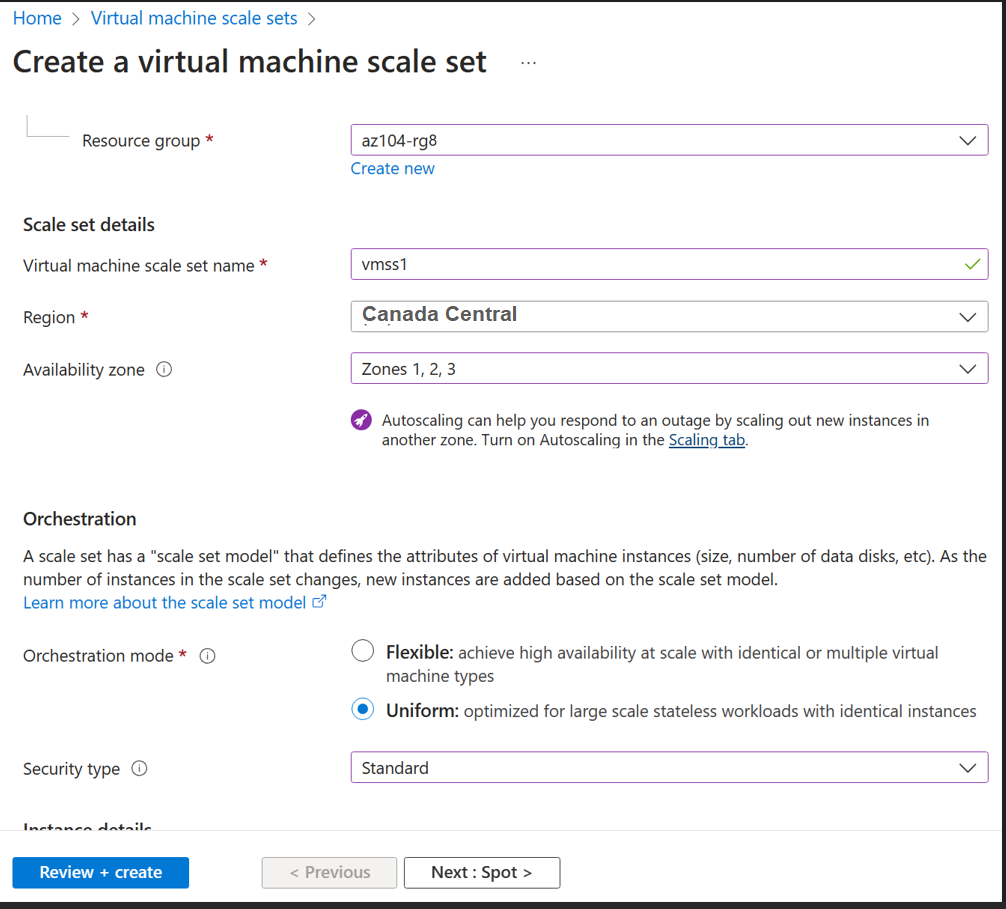 Home > Virtual machine scale sets >
Create a virtual machine scale set ...
Resource group *
az104-rg8
Create new
Scale set details
Virtual machine scale set name *
vmss1
Region *
Canada Central
Availability zone
Zones 1, 2, 3
Autoscaling can help you respond to an outage by scaling out new instances in
another zone. Turn on Autoscaling in the Scaling tab.
Orchestration
A scale set has a "scale set model" that defines the attributes of virtual machine instances (size, number of data disks, etc). As the
number of instances in the scale set changes, new instances are added based on the scale set model.
Learn more about the scale set model
Orchestration mode *
Flexible: achieve high availability at scale with identical or multiple virtual
machine types
Uniform: optimized for large scale stateless workloads with identical instances
Security type
Standard
Instance details
Review + create
< Previous
Next : Spot >